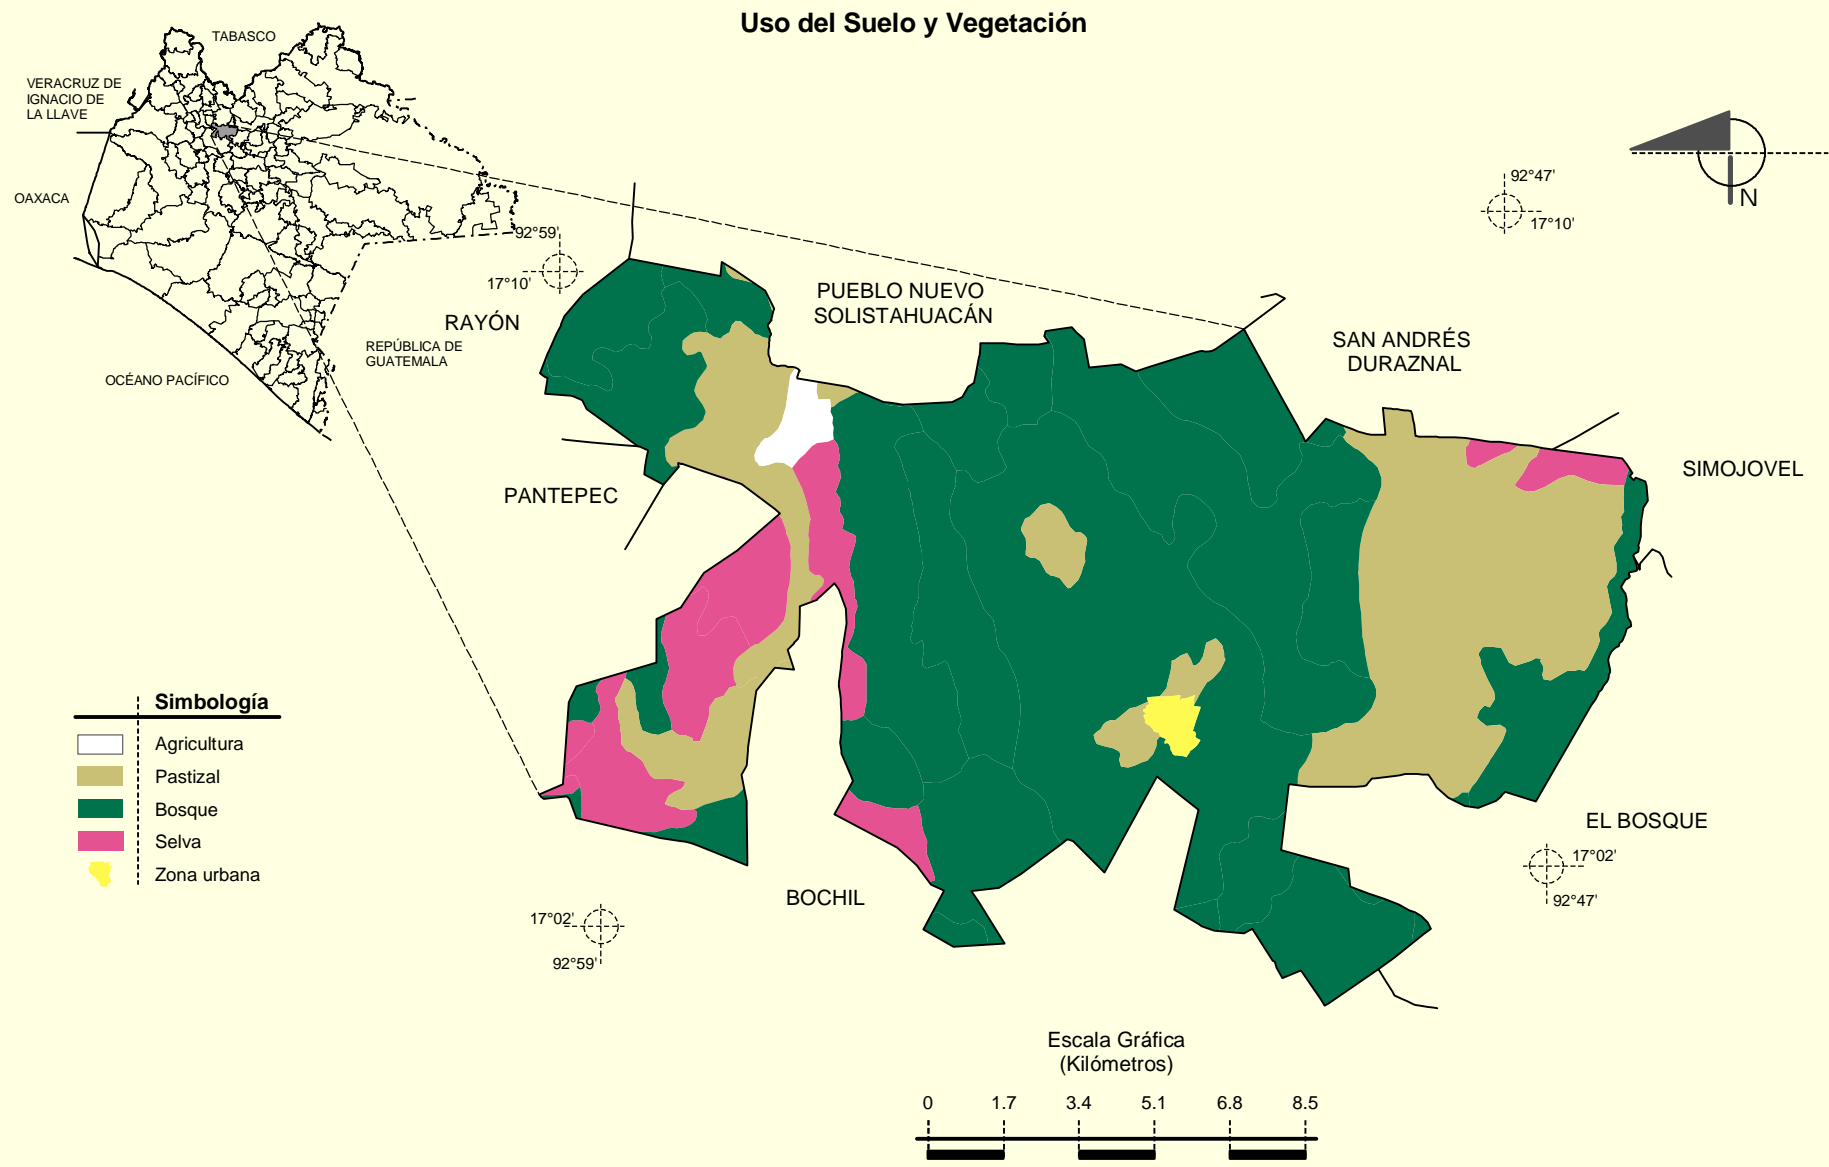 Uso del Suelo y Vegetación
TABASCO
VERACRUZ DE
IGNACIO DE
LA LLAVE
OAXACA
REPÚBLICA DE
GUATEMALA
OCÉANO PACÍFICO
92°59'
17°10'
92°47'
17°10'
N
RAYÓN
PUEBLO NUEVO
SOLISTAHUACÁN
SAN ANDRÉS
DURAZNAL
SIMOJOVEL
PANTEPEC
EL BOSQUE
BOCHIL
17°02'
92°59'
17°02'
92°47'
Simbología
Agricultura
Pastizal
Bosque
Selva
Zona urbana
Escala Gráfica
(Kilómetros)
0 1.7 3.4 5.1 6.8 8.5